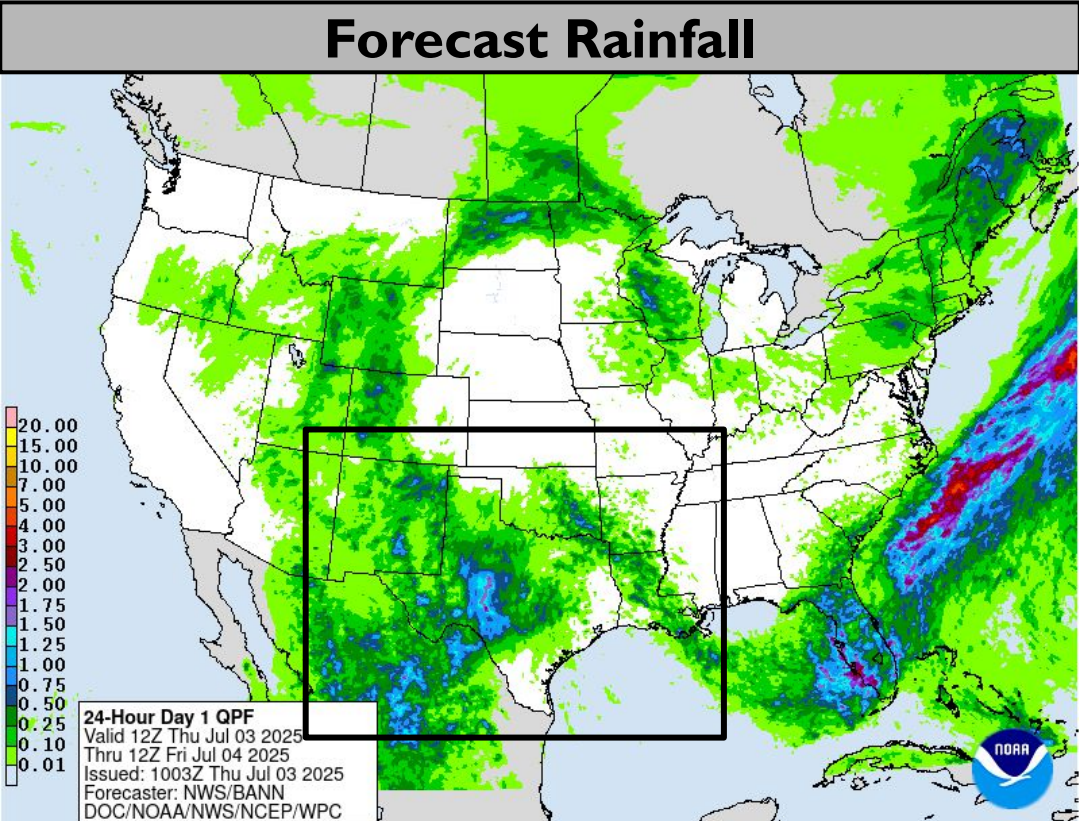 Forecast Rainfall
20.00
15.00
10.00
7.00
5.00
4.00
3.00
2.50
2.00
1.75
1.50
1.25
1.00
0.75
0.50
0.25
0.10
0.01
24-Hour Day 1 QPF
Valid 12Z Thu Jul 03 2025
Thru 12Z Fri Jul 04 2025
Issued: 1003Z Thu Jul 03 2025
Forecaster: NWS/BANN
DOC/NOAA/NWS/NCEP/WPC
NOAA